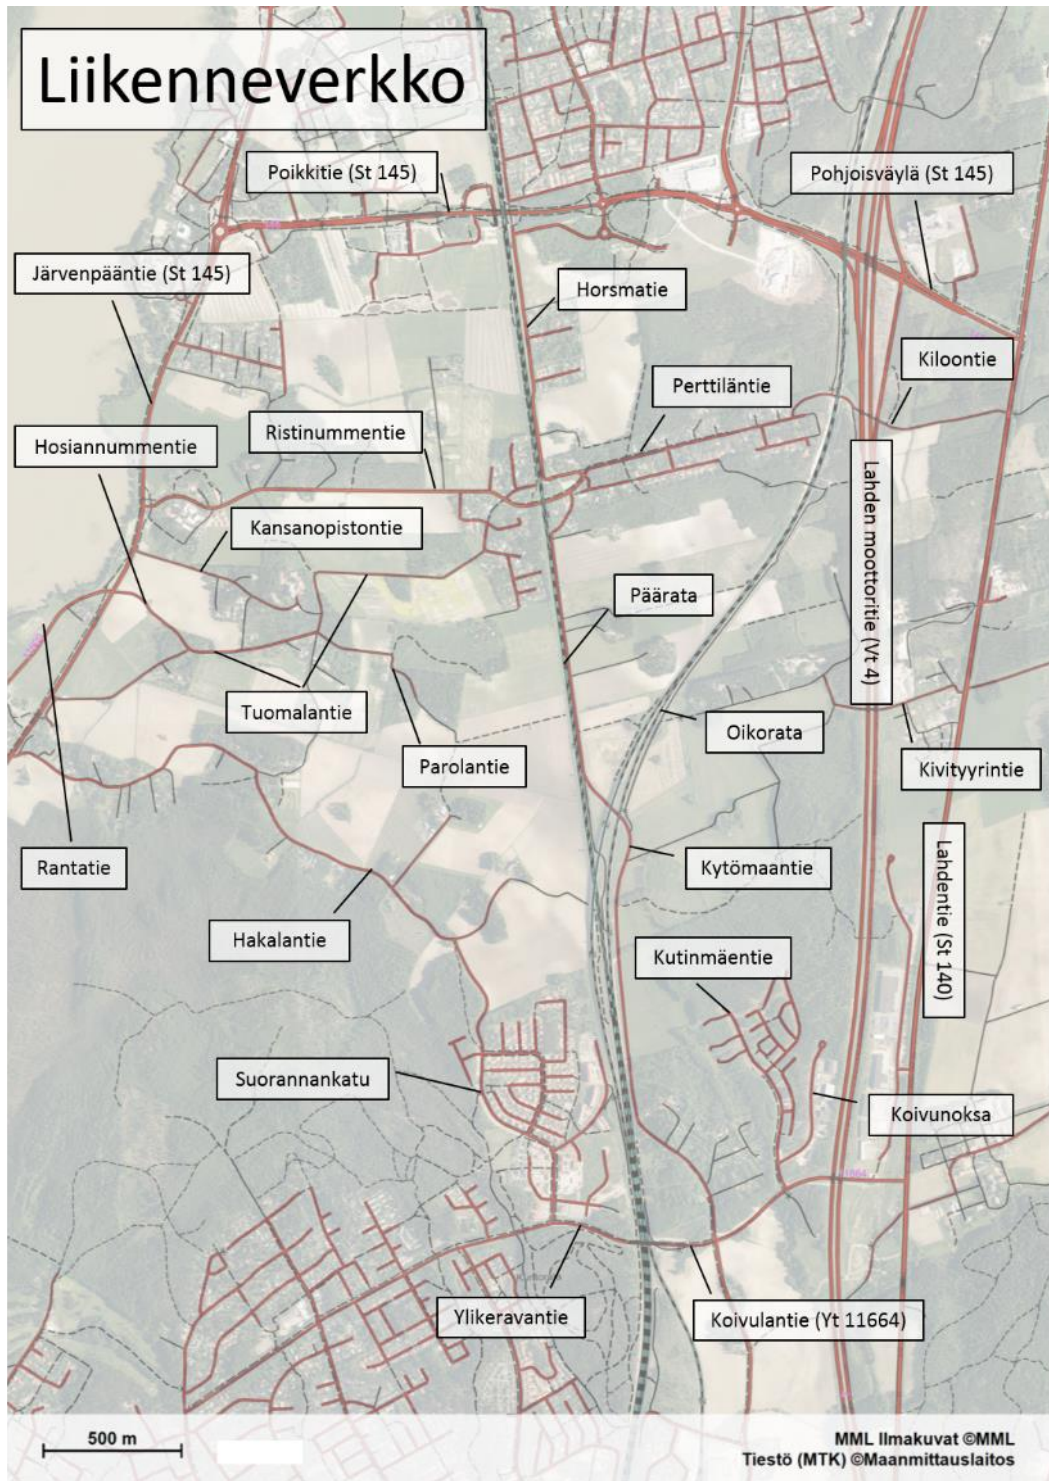 Liikenneverkko
Poikkitie (St 145)
Pohjoisväylä (St 145)
Järvenpääntie (St 145)
Horsmatie
Kiloontie
Perttiläntie
Ristinummentie
Hosiannummentie
Kansanopistontie
Lahden moottoritie (Vt 4)
Päärata
Tuomalantie
Oikorata
Parolantie
Kivityyrintie
Rantatie
Kytömaantie
Lahdentie (St 140)
Hakalantie
Kutinmäentie
Suorannankatu
Koivunoksa
Ylikeravantie
Koivulantie (Yt 11664)
500 m
MML Ilmakuvat ©MML
Tiestö (MTK) ©Maanmittauslaitos